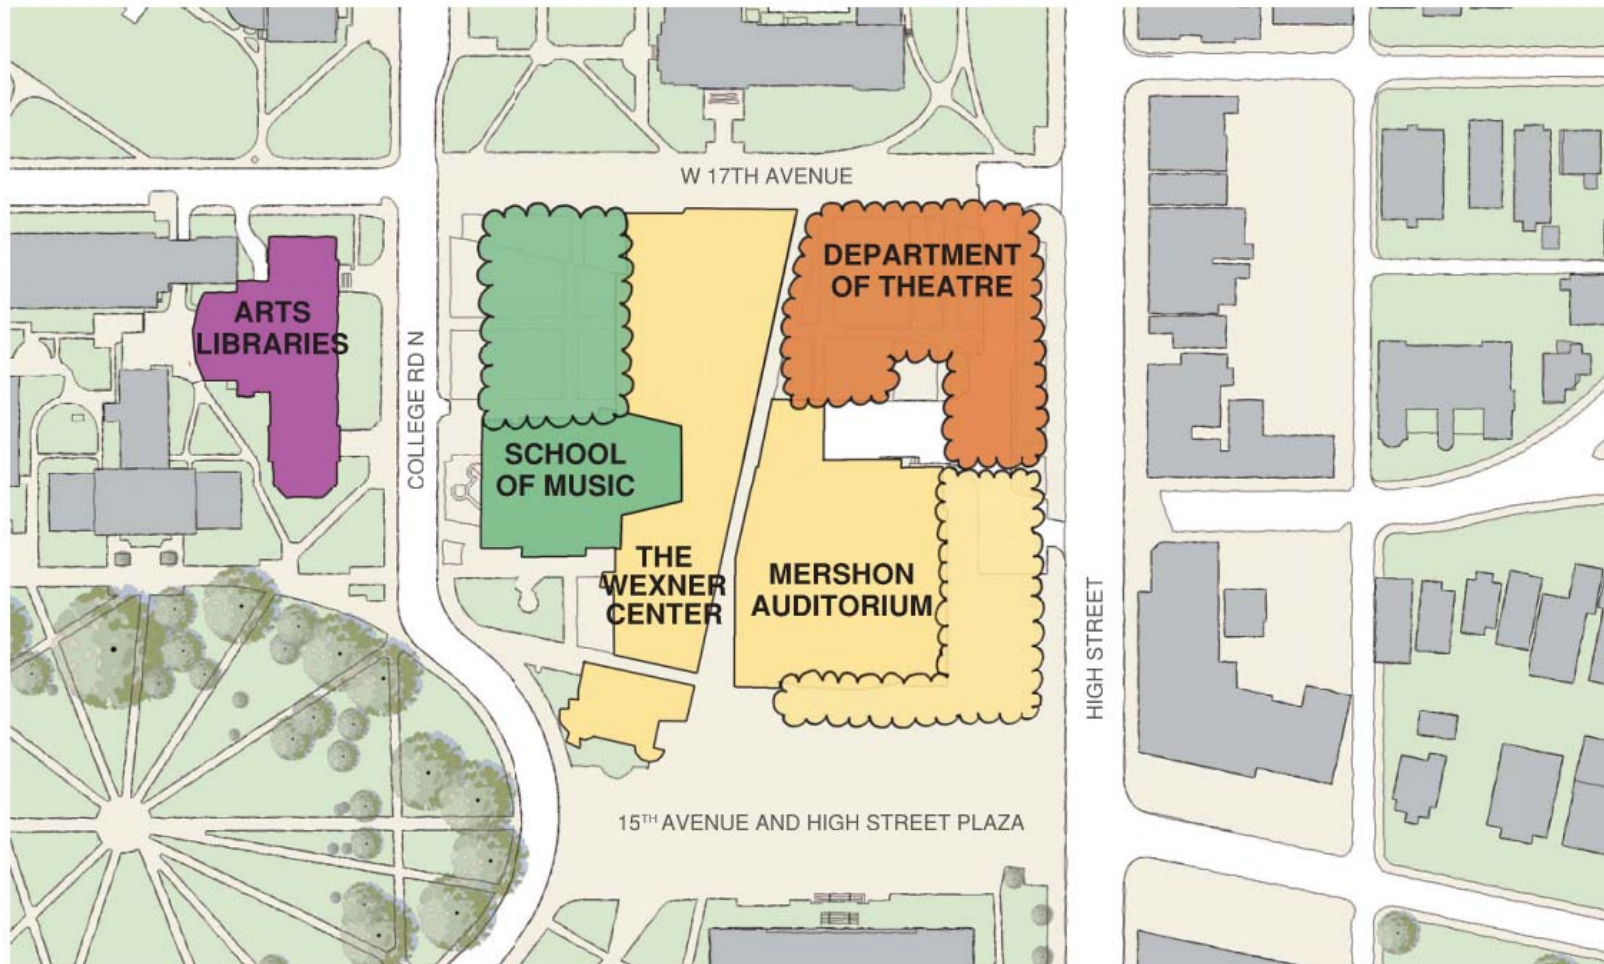 W 17TH AVENUE
DEPARTMENT
OF THEATRE
ARTS
LIBRARIES
COLLEGE RD N
SCHOOL
OF MUSIC
THE
WEXNER
CENTER
MERSHON
AUDITORIUM
HIGH STREET
15TH AVENUE AND HIGH STREET PLAZA